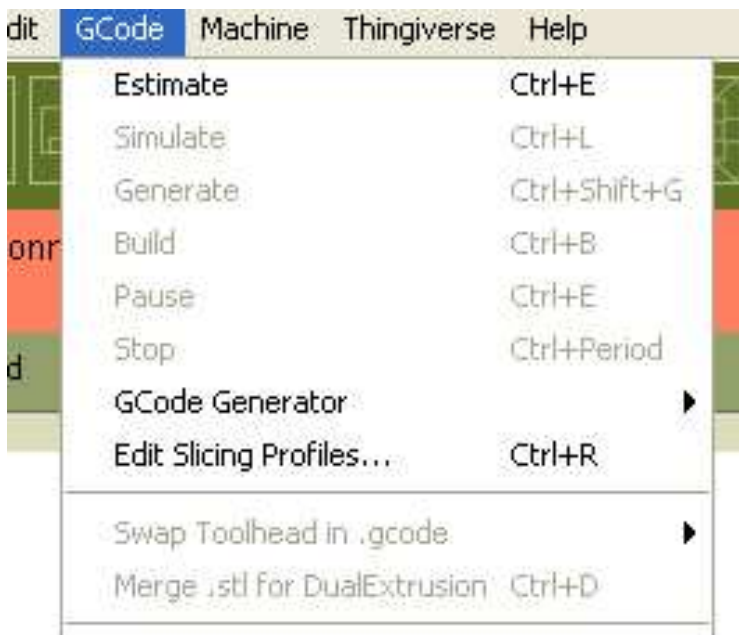 dit GCode Machine Thingiverse Help
Estimate Ctrl+E
Simulate Ctrl+L
Generate Ctrl+Shift+G
onr
Build Ctrl+B
Pause Ctrl+E
Stop Ctrl+Period
d
GCode Generator
Edit Slicing Profiles... Ctrl+R
Swap Toolhead in .gcode
Merge .stl for DualExtrusion Ctrl+D